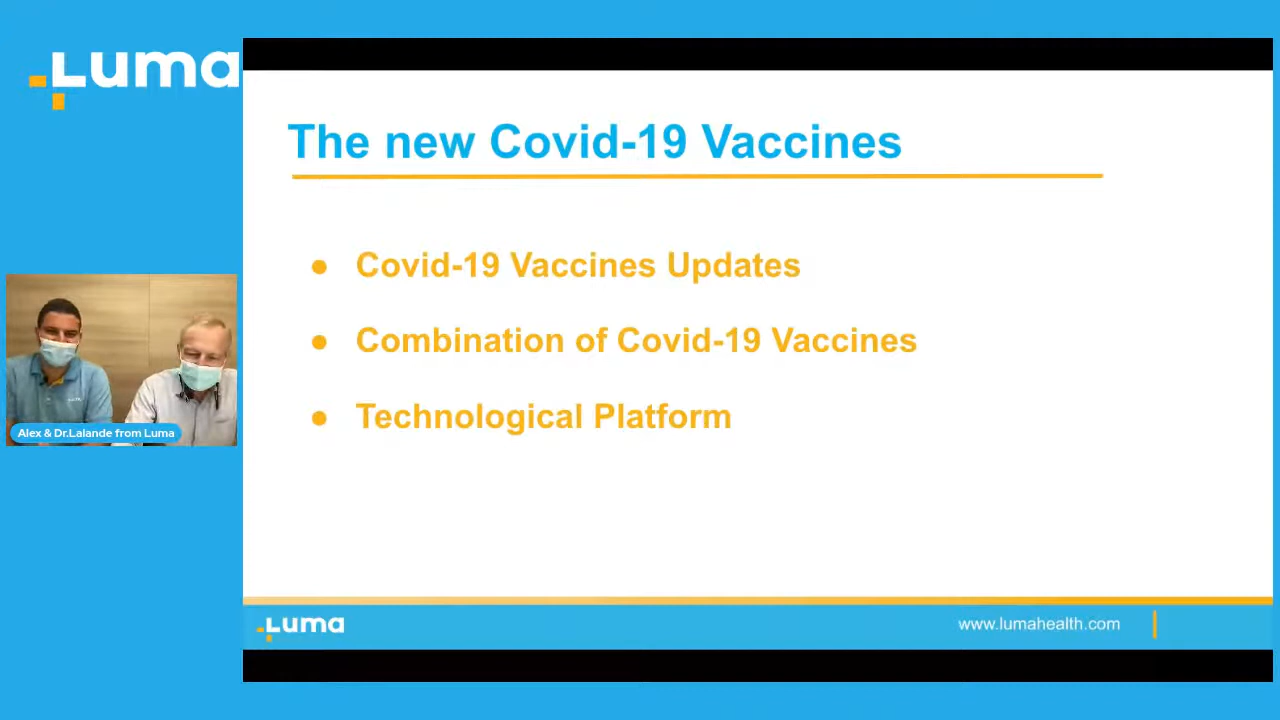 Luma
The new Covid-19 Vaccines
● Covid-19 Vaccines Updates
● Combination of Covid-19 Vaccines
● Technological Platform
Alex & Dr.Lalande from Luma
Luma
www.lumahealth.com